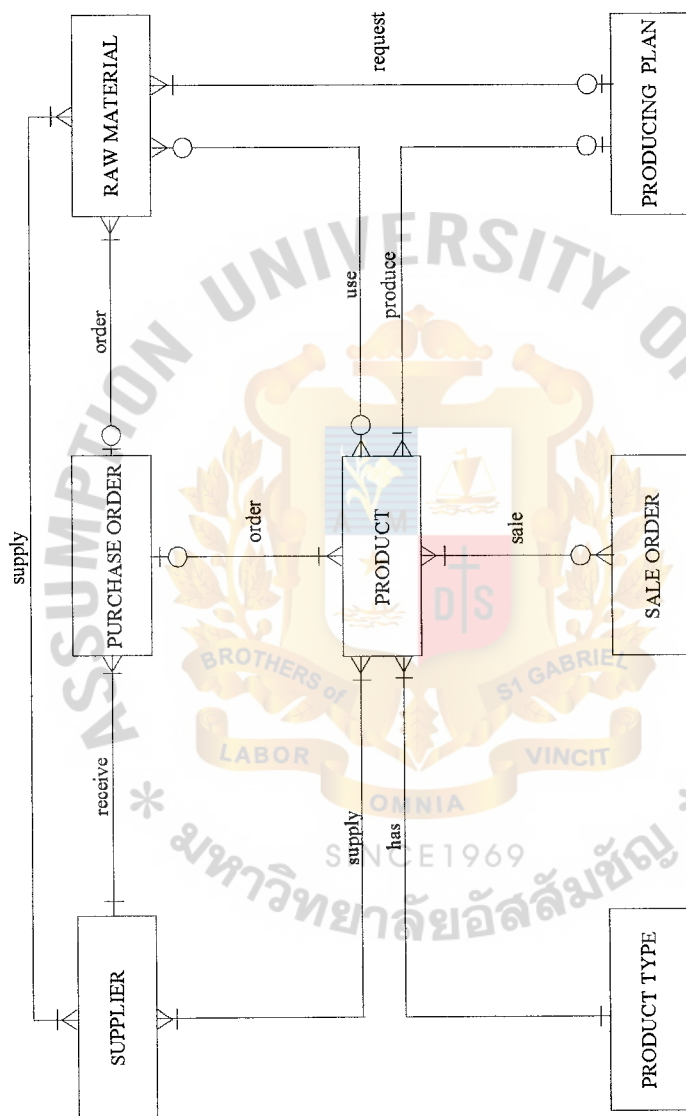 supply
SUPPLIER
receive
PURCHASE ORDER
order
RAW MATERIAL
order
request
supply
use
PRODUCT
has
produce
sale
PRODUCT TYPE
SALE ORDER
PRODUCING PLAN
ASSUMPTION UNIVERSITY
A M
D S
BROTHERS of
S1 GABRIEL
LABOR
OMNIA
VINCIT
SINCE1969
* มหาวิทยาลัยอัสสัมชัญ *